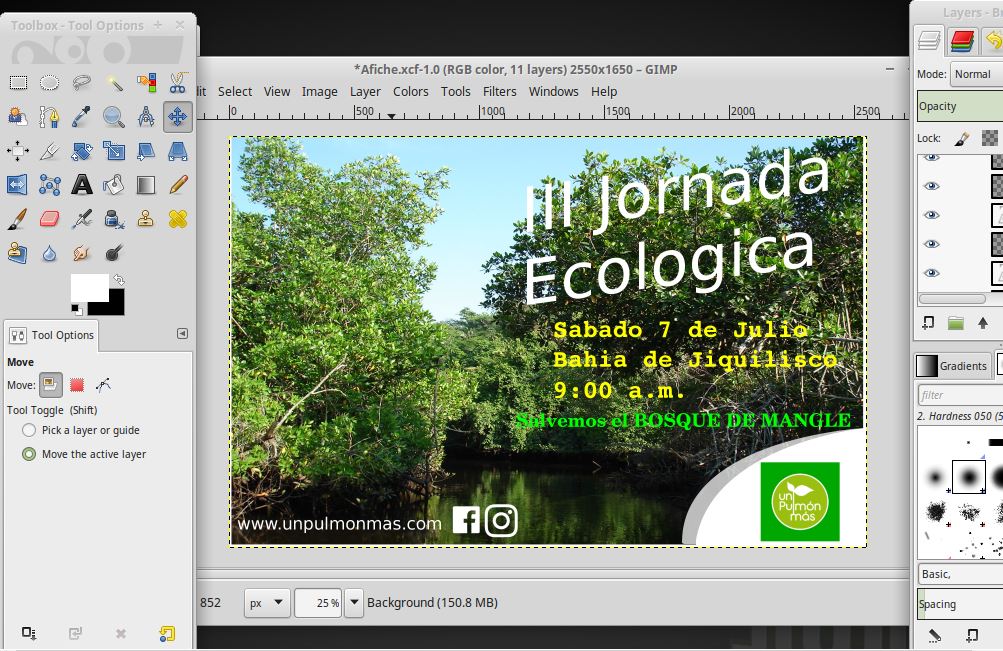 Toolbox - Tool Options
Layers - B
*Afiche.xcf-1.0 (RGB color, 11 layers) 2550x1650 – GIMP
dit Select View Image Layer Colors Tools Filters Windows Help
0 500 1000 1500 2000 2500
Mode: Normal
Opacity
Lock:
III Jornada
Ecologica
Sabado 7 de Julio
Bahia de Jiquilisco
9:00 a.m.
Salvemos el BOSQUE DE MANGLE
www.unpulmonmas.com
un
Pulmón
más
Tool Options
Move
Move:
Tool Toggle (Shift)
Pick a layer or guide
Move the active layer
852 px 25 % Background (150.8 MB)
Gradients
filter
2. Hardness 050 (5
Basic,
Spacing